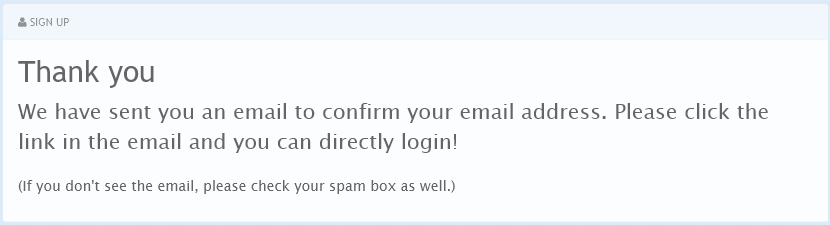 SIGN UP
Thank you
We have sent you an email to confirm your email address. Please click the
link in the email and you can directly login!
(If you don't see the email, please check your spam box as well.)